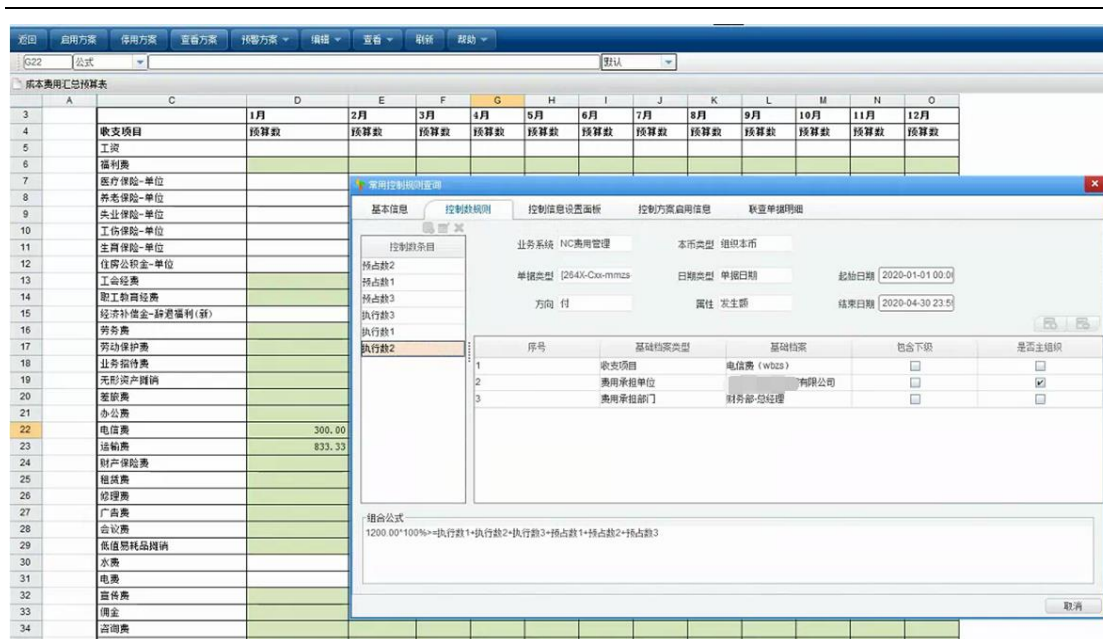 返回 启用方案 停用方案 查看方案 预警方案 编辑 查看 刷新 帮助
G22 公式 默认
成本费用汇总预算表
A C D E F G H I J K L M N O
3 1月 2月 3月 4月 5月 6月 7月 8月 9月 10月 11月 12月
4 收支项目 预算数 预算数 预算数 预算数 预算数 预算数 预算数 预算数 预算数 预算数 预算数 预算数
5 工资
6 福利费
7 医疗保险-单位
8 养老保险-单位
9 失业保险-单位
10 工伤保险-单位
11 生育保险-单位
12 住房公积金-单位
13 工会经费
14 职工教育经费
15 经济补偿金-辞退福利(新)
16 劳务费
17 劳动保护费
18 业务招待费
19 无形资产摊销
20 差旅费
21 办公费
22 电信费 300.00
23 运输费 833.33
24 财产保险费
25 租赁费
26 修理费
27 广告费
28 会议费
29 低值易耗品摊销
30 水费
31 电费
32 宣传费
33 佣金
34 咨询费
常用控制规则查询
基本信息 控制数规则 控制信息设置面板 控制方案启用信息 联查单据明细
控制数条目
预占数2
预占数1
预占数3
执行数3
执行数1
执行数2
业务系统 NC费用管理 本币类型 组织本币
单据类型 [264X-Cxx-mmzs 日期类型 单据日期 起始日期 2020-01-01 00:0
方向 付 属性 发生额 结束日期 2020-04-30 23:5
序号 基础档案类型 基础档案 包含下级 是否主组织
1 收支项目 电信费（wbzs）
2 费用承担单位 有限公司
3 费用承担部门 财务部-总经理
组合公式
1200.00*100%>=执行数1+执行数2+执行数3+预占数1+预占数2+预占数3
取消